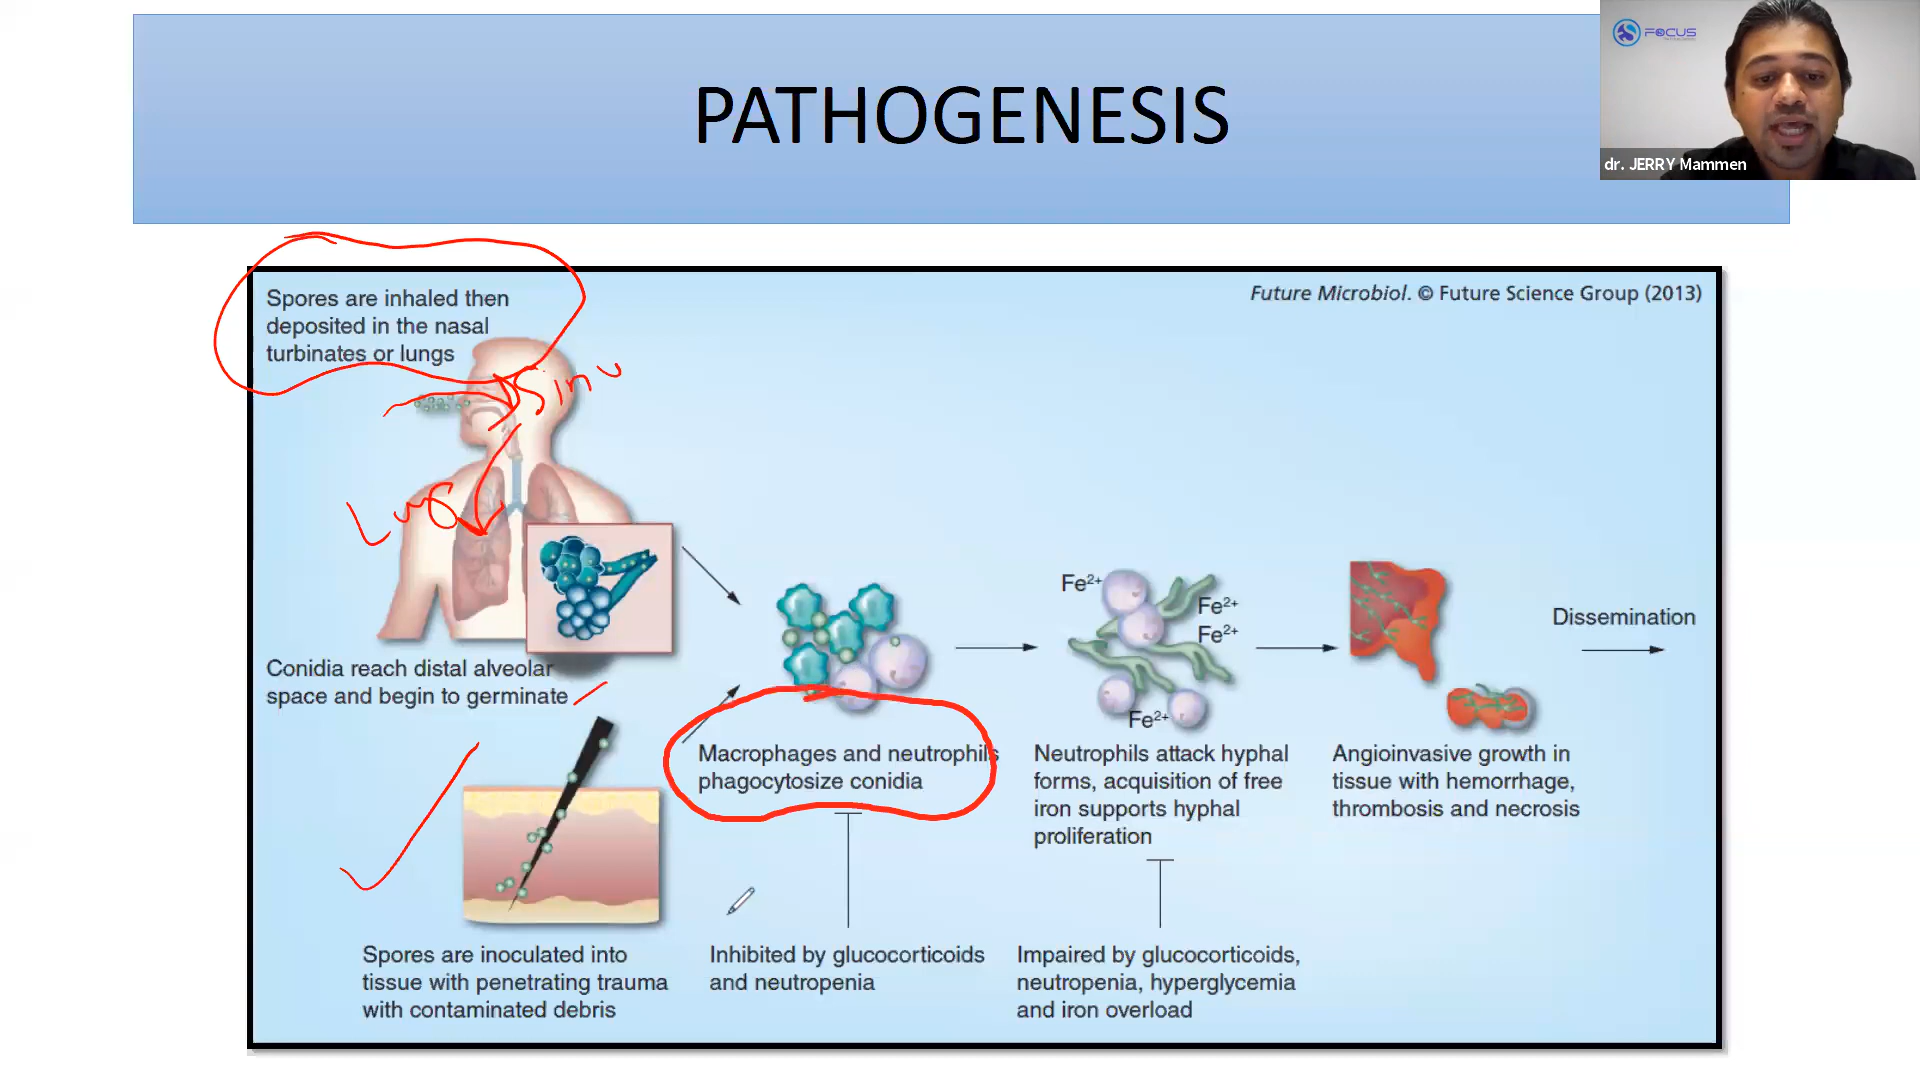 PATHOGENESIS
FOCUS
dr. JERRY Mammen
Spores are inhaled then
deposited in the nasal
turbinates or lungs
Future Microbiol. © Future Science Group (2013)
Sinu
Lung
Conidia reach distal alveolar
space and begin to germinate
Fe²⁺
Fe²⁺
Fe²⁺
Fe²⁺
Dissemination
Macrophages and neutrophils
phagocytosize conidia
Neutrophils attack hyphal
forms, acquisition of free
iron supports hyphal
proliferation
Angioinvasive growth in
tissue with hemorrhage,
thrombosis and necrosis
Spores are inoculated into
tissue with penetrating trauma
with contaminated debris
Inhibited by glucocorticoids
and neutropenia
Impaired by glucocorticoids,
neutropenia, hyperglycemia
and iron overload